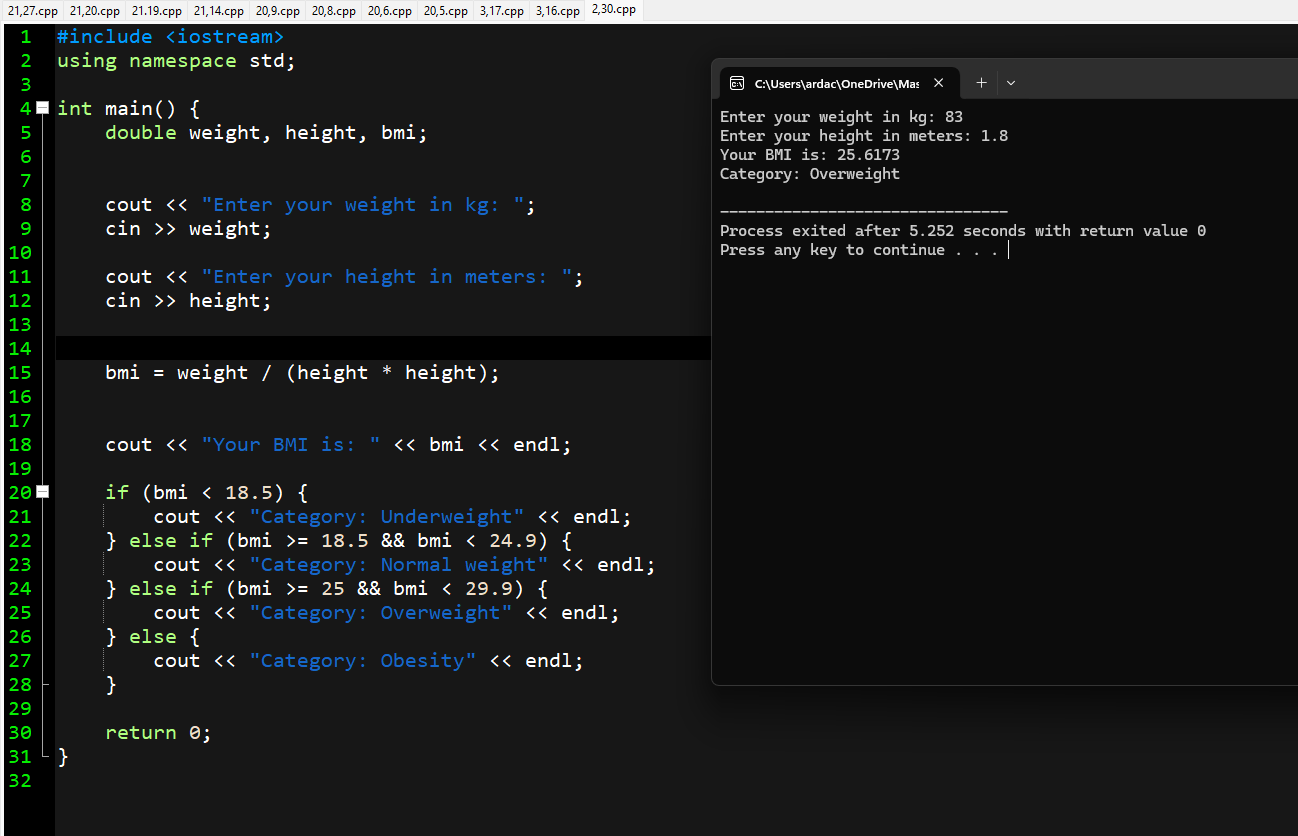 21,27.cpp 21,20.cpp 21.19.cpp 21,14.cpp 20,9.cpp 20,8.cpp 20,6.cpp 20,5.cpp 3,17.cpp 3,16.cpp 2,30.cpp
1 #include <iostream>
2 using namespace std;
3
4 int main() {
5     double weight, height, bmi;
6
7
8     cout << "Enter your weight in kg: ";
9     cin >> weight;
10
11     cout << "Enter your height in meters: ";
12     cin >> height;
13
14
15     bmi = weight / (height * height);
16
17
18     cout << "Your BMI is: " << bmi << endl;
19
20     if (bmi < 18.5) {
21         cout << "Category: Underweight" << endl;
22     } else if (bmi >= 18.5 && bmi < 24.9) {
23         cout << "Category: Normal weight" << endl;
24     } else if (bmi >= 25 && bmi < 29.9) {
25         cout << "Category: Overweight" << endl;
26     } else {
27         cout << "Category: Obesity" << endl;
28     }
29
30     return 0;
31 }
32
C:\Users\ardac\OneDrive\Mas
Enter your weight in kg: 83
Enter your height in meters: 1.8
Your BMI is: 25.6173
Category: Overweight
--------------------------------
Process exited after 5.252 seconds with return value 0
Press any key to continue . . .